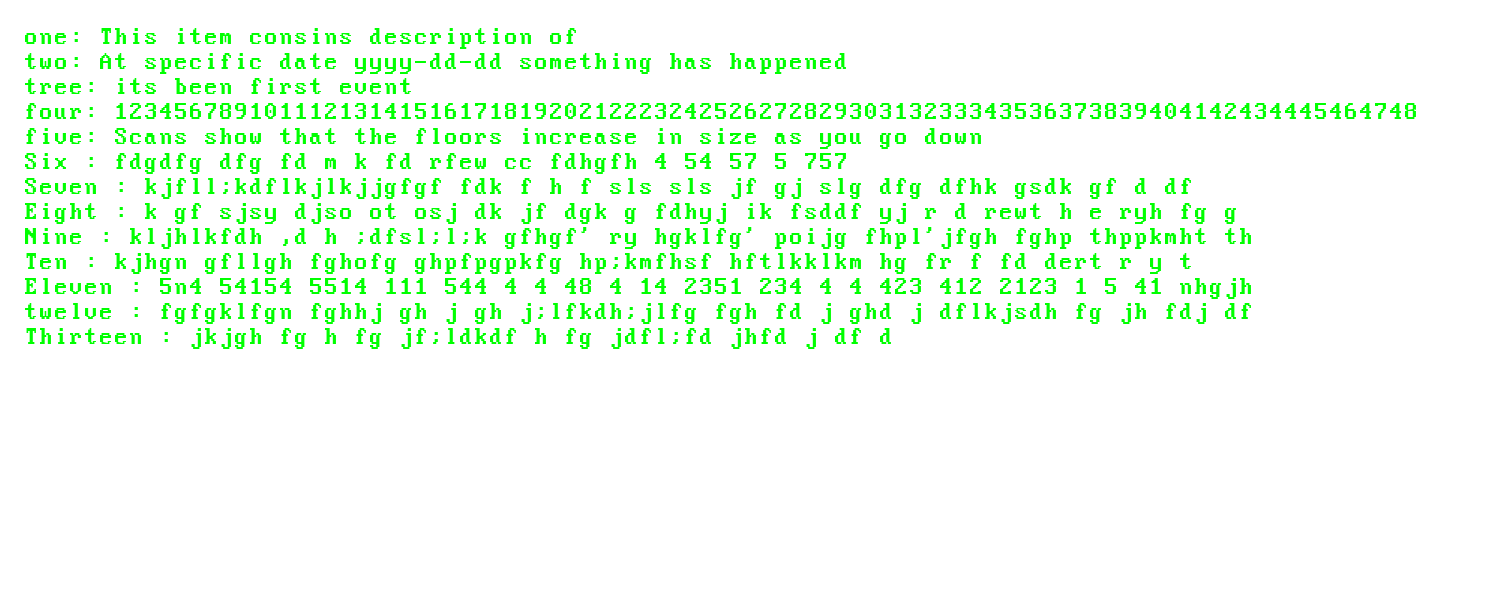 one: This item consins description of
two: At specific date yyyy-dd-dd something has happened
tree: its been first event
four: 123456789101112131415161718192021222324252627282930313233343536373839404142434445464748
five: Scans show that the floors increase in size as you go down
Six : fdgdfg dfg fd m k fd rfew cc fdhgfh 4 54 57 5 757
Seven : kjfll;kdflkjlkjjgfgf fdk f h f sls sls jf gj slg dfg dfhk gsdk gf d df
Eight : k gf sjsy djso ot osj dk jf dgk g fdhyj ik fsddf yj r d rewt h e ryh fg g
Nine : kljhlkfdh ,d h ;dfsl;l;k gfhgf' ry hgklfg' poijg fhpl'jfgh fghp thppkmht th
Ten : kjhgn gfllgh fghofg ghpfpgpkfg hp;kmfhsf hftlkklkm hg fr f fd dert r y t
Eleven : 5n4 54154 5514 111 544 4 4 48 4 14 2351 234 4 4 423 412 2123 1 5 41 nhgjh
twelve : fgfgklfgn fghhj gh j gh j;lfkdh;jlfg fgh fd j ghd j dflkjsdh fg jh fdj df
Thirteen : jkjgh fg h fg jf;ldkdf h fg jdfl;fd jhfd j df d